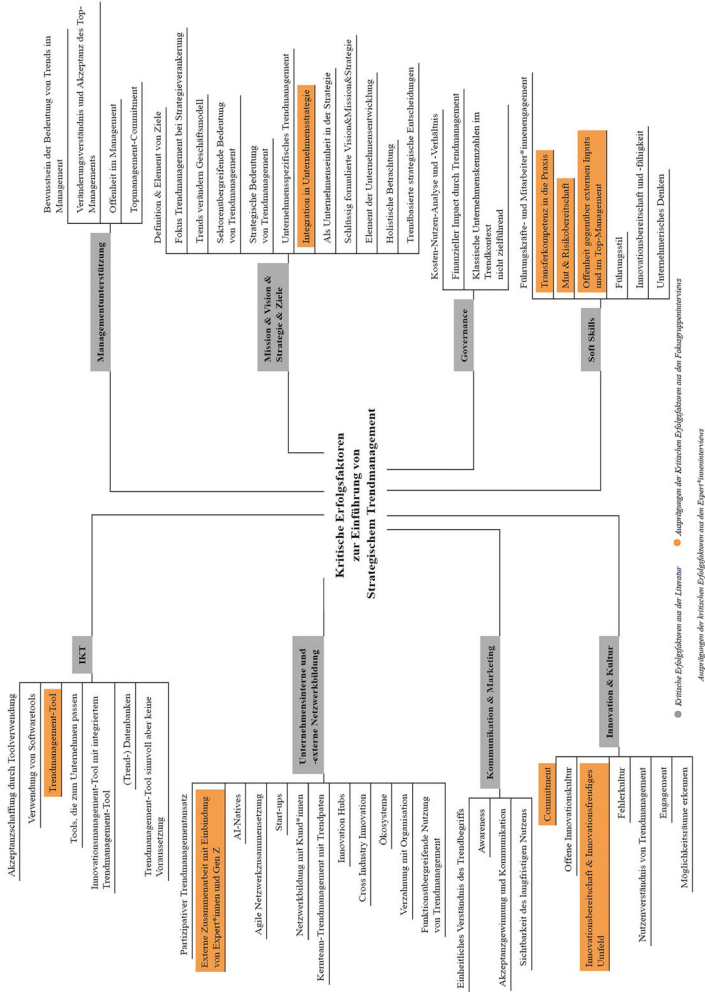 Kritische Erfolgsfaktoren
zur Einführung von
Strategischem Trendmanagement
IKT
Akzeptanzschaffung durch Toolverwendung
Verwendung von Softwaretools
Trendmanagement-Tool
Tools, die zum Unternehmen passen
Innovationsmanagement-Tool mit integriertem
Trendmanagement-Tool
(Trend-) Datenbanken
Trendmanagement-Tool sinnvoll aber keine
Voraussetzung
Unternehmensinterne und
-externe Netzwerkbildung
Partizipativer Trendmanagementansatz
Externe Zusammenarbeit mit Einbindung
von Expert*innen und Gen Z
AI-Natives
Agile Netzwerkzusammensetzung
Start-ups
Netzwerkbildung mit Kund*innen
Kernteam-Trendmanagement mit Trendpaten
Innovation Hubs
Cross Industry Innovation
Ökosysteme
Verzahnung mit Organisation
Funktionsübergreifende Nutzung
von Trendmanagement
Kommunikation & Marketing
Einheitliches Verständnis des Trendbegriffs
Awareness
Akzeptanzgewinnung und Kommunikation
Sichtbarkeit des langfristigen Nutzens
Innovation & Kultur
Commitment
Offene Innovationskultur
Innovationsbereitschaft & Innovationsfreudiges
Umfeld
Fehlerkultur
Nutzenverständnis von Trendmanagement
Engagement
Möglichkeitsräume erkennen
Managementunterstützung
Bewusstsein der Bedeutung von Trends im
Management
Veränderungsverständnis und Akzeptanz des Top-
Managements
Offenheit im Management
Topmanagement-Commitment
Mission & Vision &
Strategie & Ziele
Definition & Element von Ziele
Fokus Trendmanagement bei Strategieverankerung
Trends verändern Geschäftsmodell
Sektorenübergreifende Bedeutung
von Trendmanagement
Strategische Bedeutung
von Trendmanagement
Unternehmensspezifisches Trendmanagement
Integration in Unternehmensstrategie
Als Unternehmenseinheit in der Strategie
Schlüssig formulierte Vision&Mission&Strategie
Element der Unternehmensentwicklung
Holistische Betrachtung
Trendbasierte strategische Entscheidungen
Governance
Kosten-Nutzen-Analyse und -Verhältnis
Finanzieller Impact durch Trendmanagement
Klassische Unternehmenskennzahlen im
Trendkontext
nicht zielführend
Soft Skills
Führungskräfte- und Mitarbeiter*innenengagement
Transferkompetenz in die Praxis
Mut & Risikobereitschaft
Offenheit gegenüber externen Inputs
und im Top-Management
Führungsstil
Innovationsbereitschaft und -fähigkeit
Unternehmerisches Denken
Kritische Erfolgsfaktoren aus der Literatur
Ausprägungen der Kritischen Erfolgsfaktoren aus den Fokusgruppeninterviews
Ausprägungen der kritischen Erfolgsfaktoren aus den Expert*inneninterviews